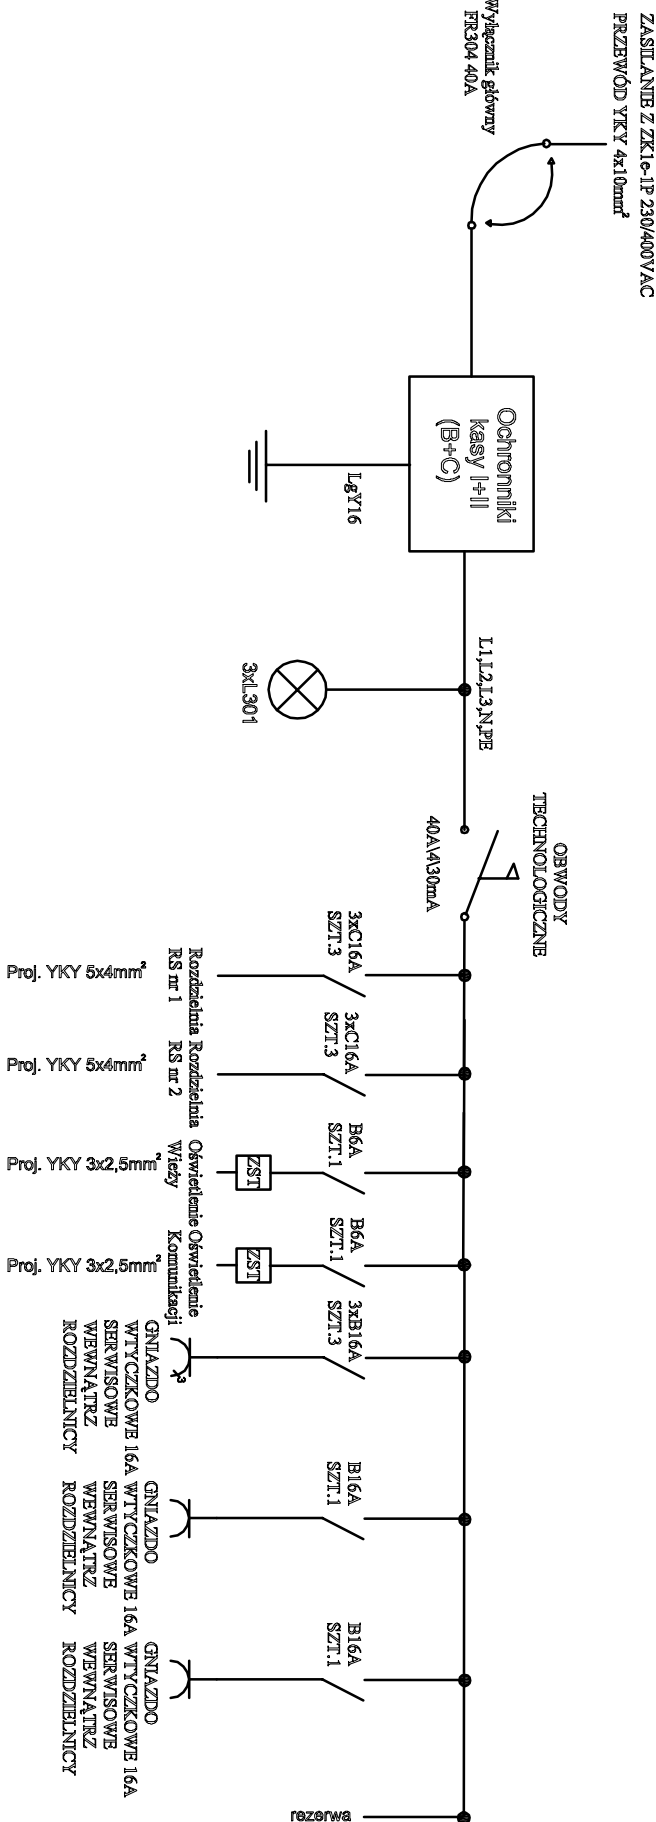 ZASILANIE Z ZK1e-1P 230/400VAC
PRZEWÓD YKY 4x10mm²
Wyłącznik główny
FR304 40A
Ochronniki
kasy I+II
(B+C)
LgY16
L1,L2,L3,N,PE
3xL301
OBWODY
TECHNOLOGICZNE
40A\4\30mA
3xC16A
SZT.3
Rozdzielnia
RS nr 1
Proj. YKY 5x4mm²
3xC16A
SZT.3
Rozdzielnia
RS nr 2
Proj. YKY 5x4mm²
B6A
SZT.1
ZST
Oświetlenie
Wieży
Proj. YKY 3x2,5mm²
B6A
SZT.1
ZST
Oświetlenie
Komunikacji
Proj. YKY 3x2,5mm²
3xB16A
SZT.3
3
GNIAZDO
WTYCZKOWE 16A
SERWISOWE
WEWNĄTRZ
ROZDZIELNICY
B16A
SZT.1
GNIAZDO
WTYCZKOWE 16A
SERWISOWE
WEWNĄTRZ
ROZDZIELNICY
B16A
SZT.1
GNIAZDO
WTYCZKOWE 16A
SERWISOWE
WEWNĄTRZ
ROZDZIELNICY
rezerwa